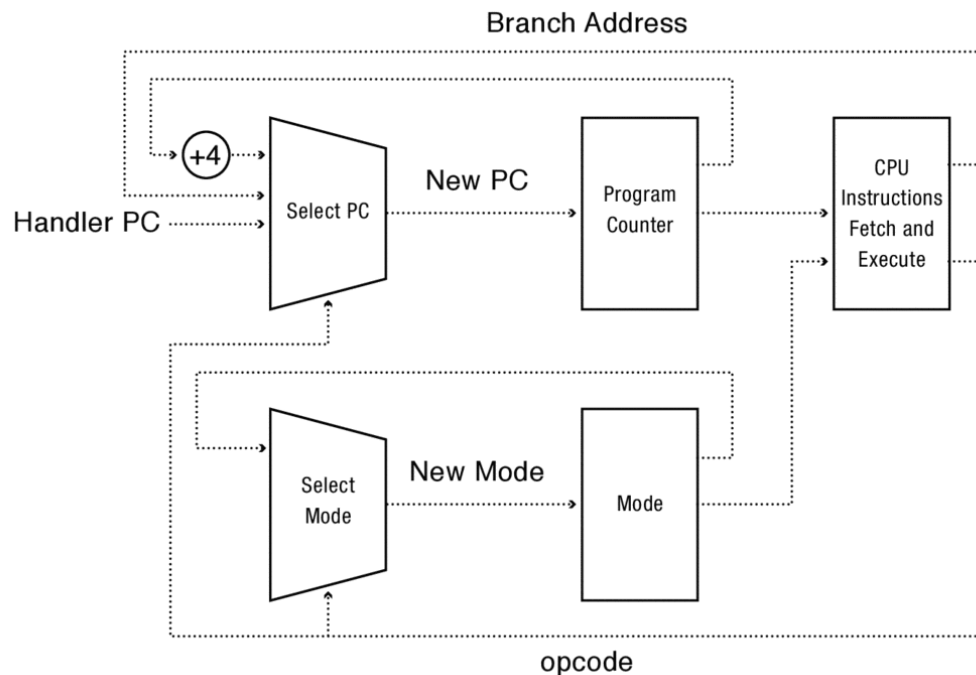 Branch Address
+4
Select PC
New PC
Program
Counter
CPU
Instructions
Fetch and
Execute
Handler PC
Select
Mode
New Mode
Mode
opcode